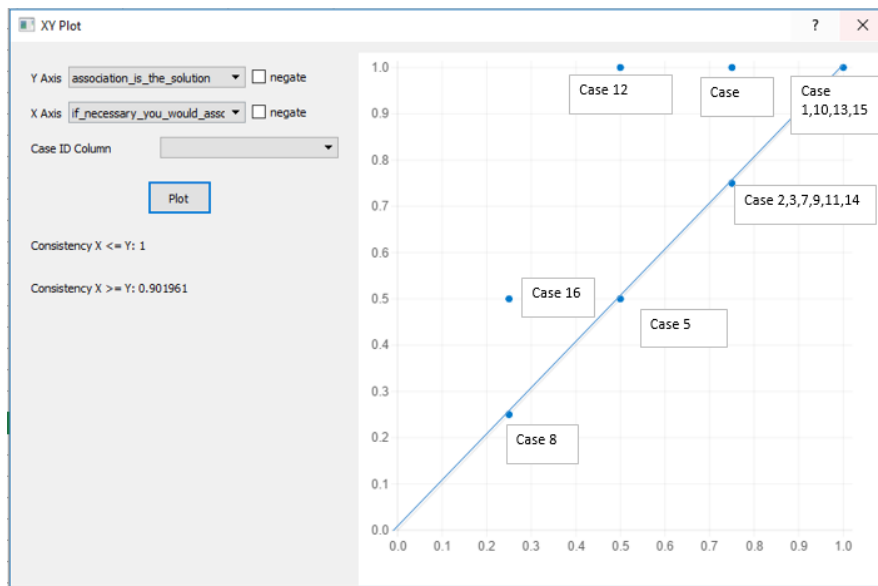 XY Plot
?
Y Axis association_is_the_solution negate
X Axis if_necessary_you_would_assc negate
Case ID Column
Plot
Consistency X <= Y: 1
Consistency X >= Y: 0.901961
1.0
0.9
0.8
0.7
0.6
0.5
0.4
0.3
0.2
0.1
0.0
Case 12
Case
Case
1,10,13,15
Case 2,3,7,9,11,14
Case 16
Case 5
Case 8
0.0 0.1 0.2 0.3 0.4 0.5 0.6 0.7 0.8 0.9 1.0